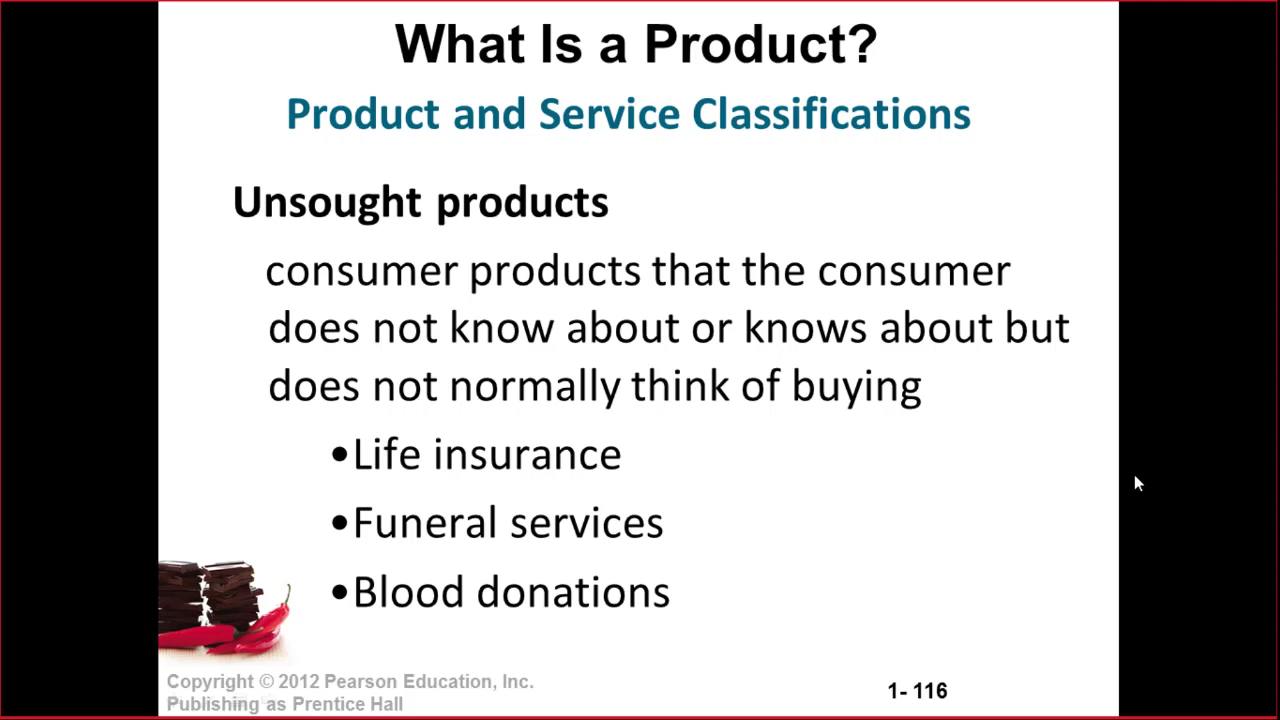 What Is a Product?
Product and Service Classifications
Unsought products
consumer products that the consumer
does not know about or knows about but
does not normally think of buying
•Life insurance
•Funeral services
•Blood donations
Copyright © 2012 Pearson Education, Inc.
Publishing as Prentice Hall
1- 116